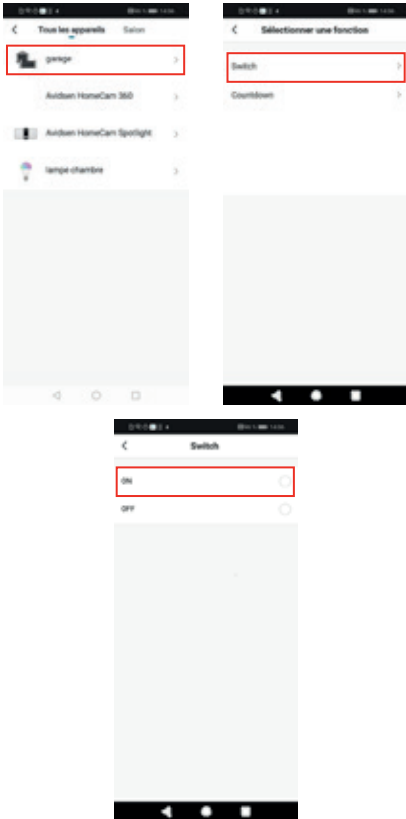 Tous les appareils Salon
garage
Avidsen HomeCam 360
Avidsen HomeCam Spotlight
lampe chambre
Sélectionner une fonction
Switch
Countdown
Switch
ON
OFF